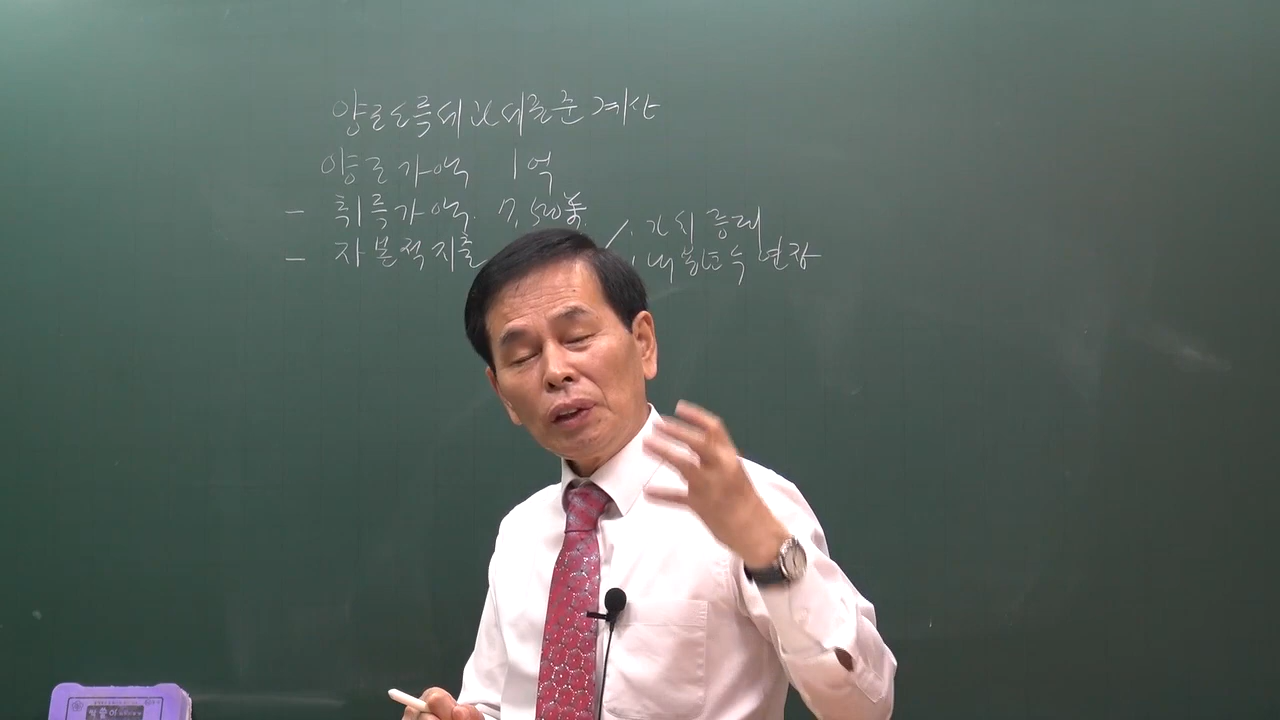 양도소득세 과세표준 계산
양도가액 1억
- 취득가액 7,500만
- 자본적지출
가치 증대
내용년수 연장